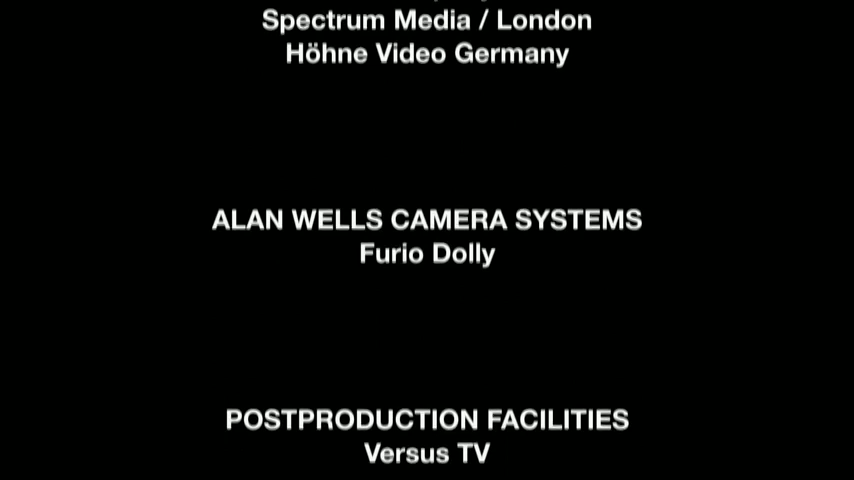 Spectrum Media / London
Höhne Video Germany
ALAN WELLS CAMERA SYSTEMS
Furio Dolly
POSTPRODUCTION FACILITIES
Versus TV